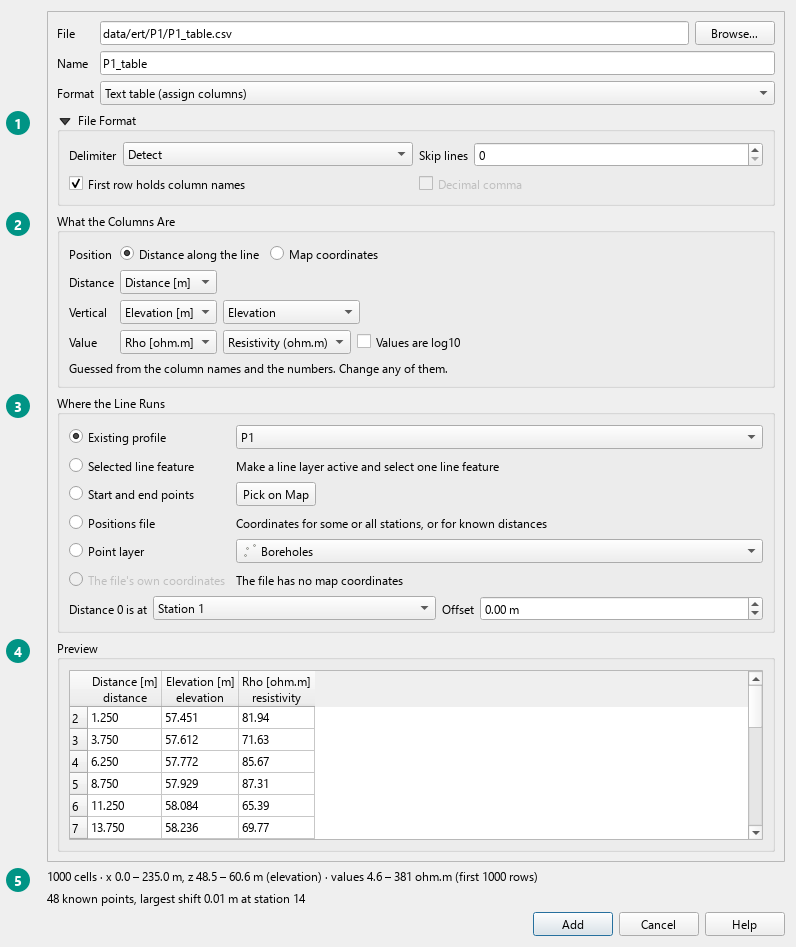 File data/ert/P1/P1_table.csv Browse...
Name P1_table
Format Text table (assign columns)
1 File Format
Delimiter Detect Skip lines 0
First row holds column names Decimal comma
2 What the Columns Are
Position Distance along the line Map coordinates
Distance Distance [m]
Vertical Elevation [m] Elevation
Value Rho [ohm.m] Resistivity (ohm.m) Values are log10
Guessed from the column names and the numbers. Change any of them.
3 Where the Line Runs
Existing profile P1
Selected line feature Make a line layer active and select one line feature
Start and end points Pick on Map
Positions file Coordinates for some or all stations, or for known distances
Point layer Boreholes
The file's own coordinates The file has no map coordinates
Distance 0 is at Station 1 Offset 0.00 m
4 Preview
Distance [m] Elevation [m] Rho [ohm.m]
distance elevation resistivity
2 1.250 57.451 81.94
3 3.750 57.612 71.63
4 6.250 57.772 85.67
5 8.750 57.929 87.31
6 11.250 58.084 65.39
7 13.750 58.236 69.77
5 1000 cells · x 0.0 – 235.0 m, z 48.5 – 60.6 m (elevation) · values 4.6 – 381 ohm.m (first 1000 rows)
48 known points, largest shift 0.01 m at station 14
Add Cancel Help